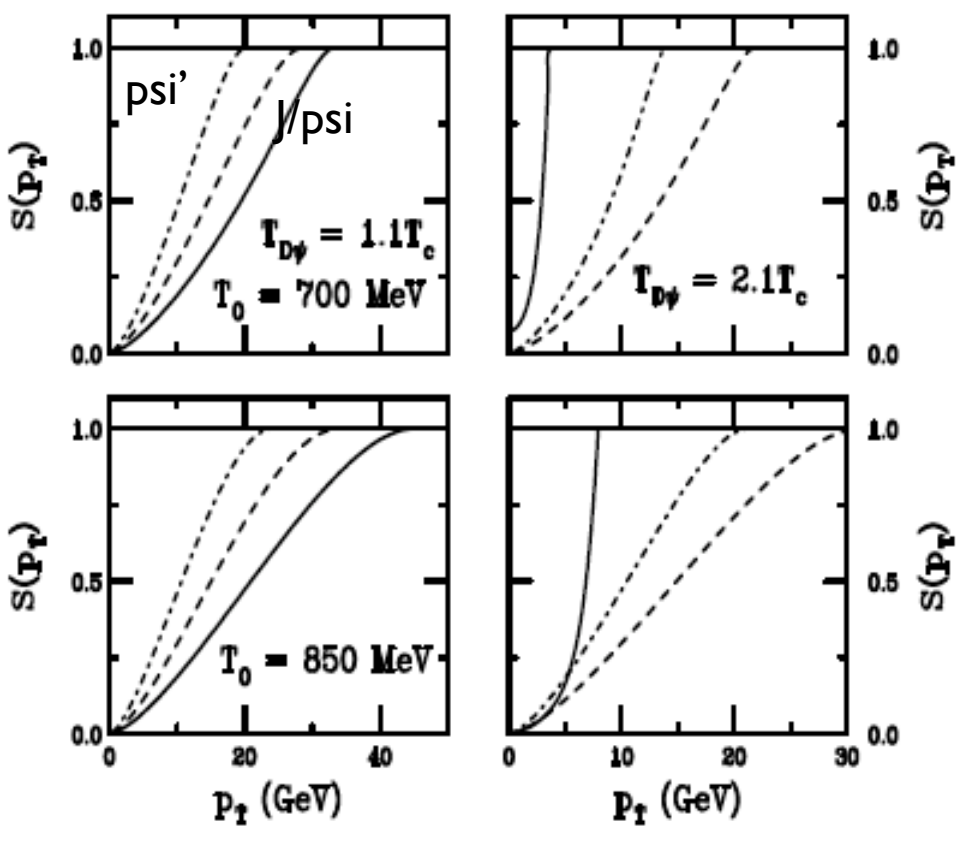 1.0
psi'
J/psi
S(p_T)
0.5
T_Dψ = 1.1T_c
T_0 = 700 MeV
0.0
1.0
S(p_T)
0.5
T_Dψ = 2.1T_c
0.0
1.0
S(p_T)
0.5
T_0 = 850 MeV
0.0
0 20 40
p_T (GeV)
1.0
S(p_T)
0.5
0.0
0 10 20 30
p_T (GeV)